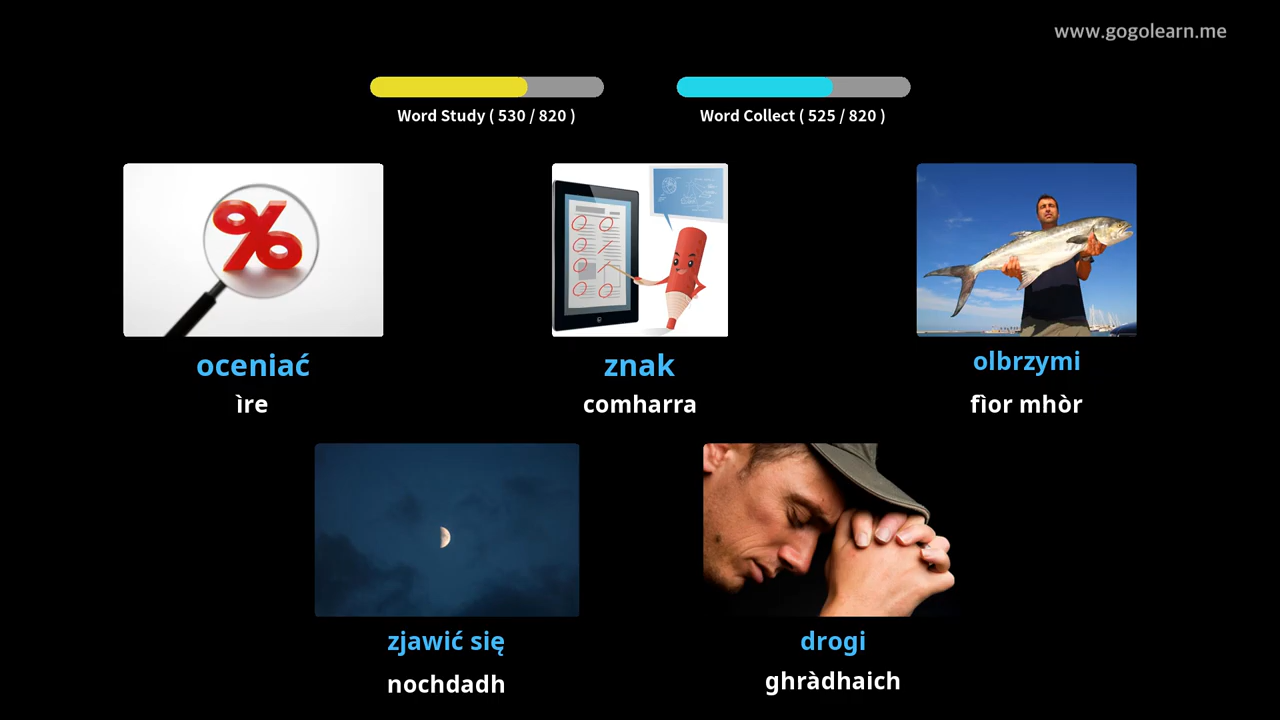 www.gogolearn.me
Word Study ( 530 / 820 )
Word Collect ( 525 / 820 )
oceniać
ìre
znak
comharra
olbrzymi
fìor mhòr
zjawić się
nochdadh
drogi
ghràdhaich